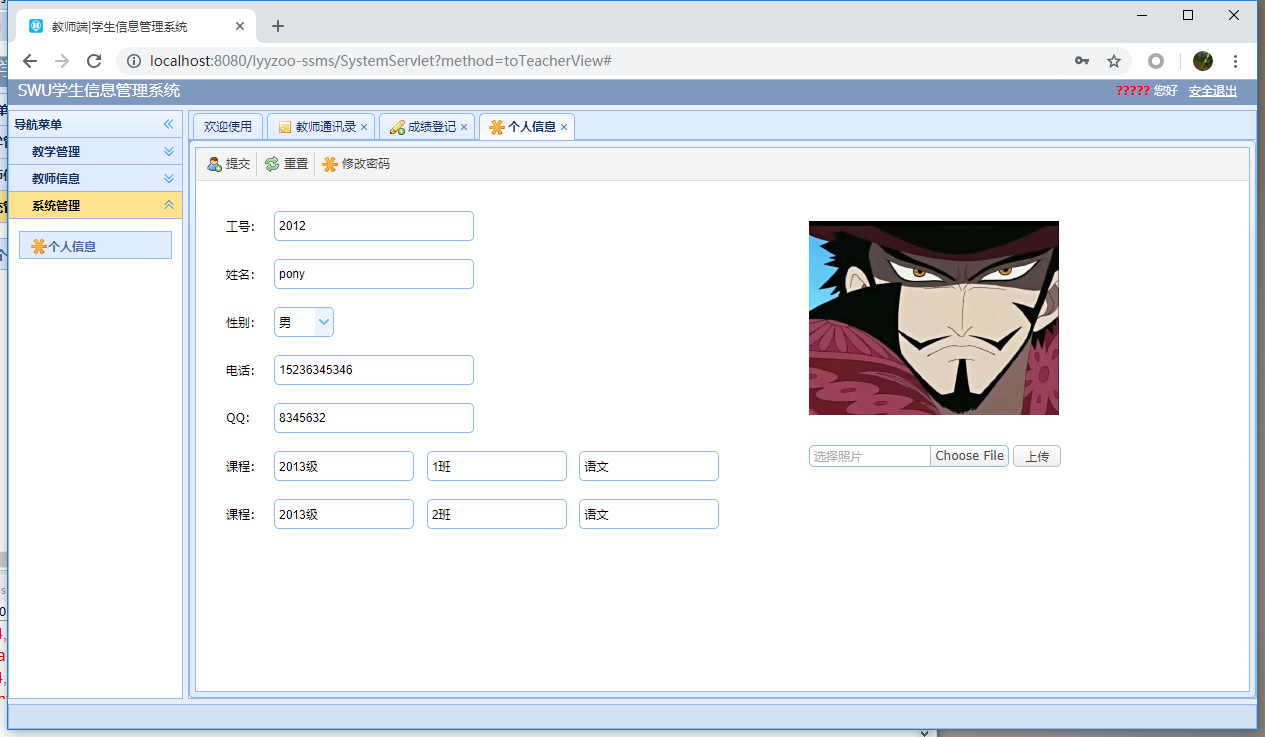 教师端|学生信息管理系统
localhost:8080/lyyzoo-ssms/SystemServlet?method=toTeacherView#
SWU学生信息管理系统
????? 您好 安全退出
导航菜单
教学管理
教师信息
系统管理
个人信息
欢迎使用 教师通讯录 成绩登记 个人信息
提交 重置 修改密码
工号: 2012
姓名: pony
性别: 男
电话: 15236345346
QQ: 8345632
课程: 2013级 1班 语文
课程: 2013级 2班 语文
选择照片 Choose File 上传